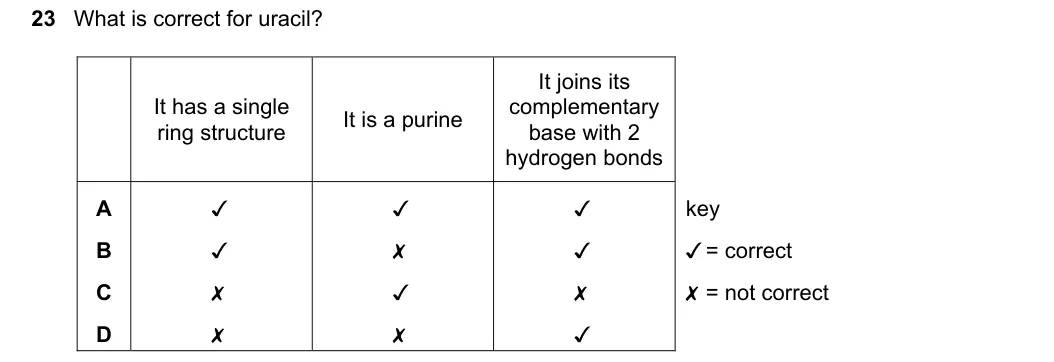 23 What is correct for uracil?
It has a single
ring structure
It is a purine
It joins its
complementary
base with 2
hydrogen bonds
A ✓ ✓ ✓ key
B ✓ ✗ ✓ ✓ = correct
C ✗ ✓ ✗ ✗ = not correct
D ✗ ✗ ✓